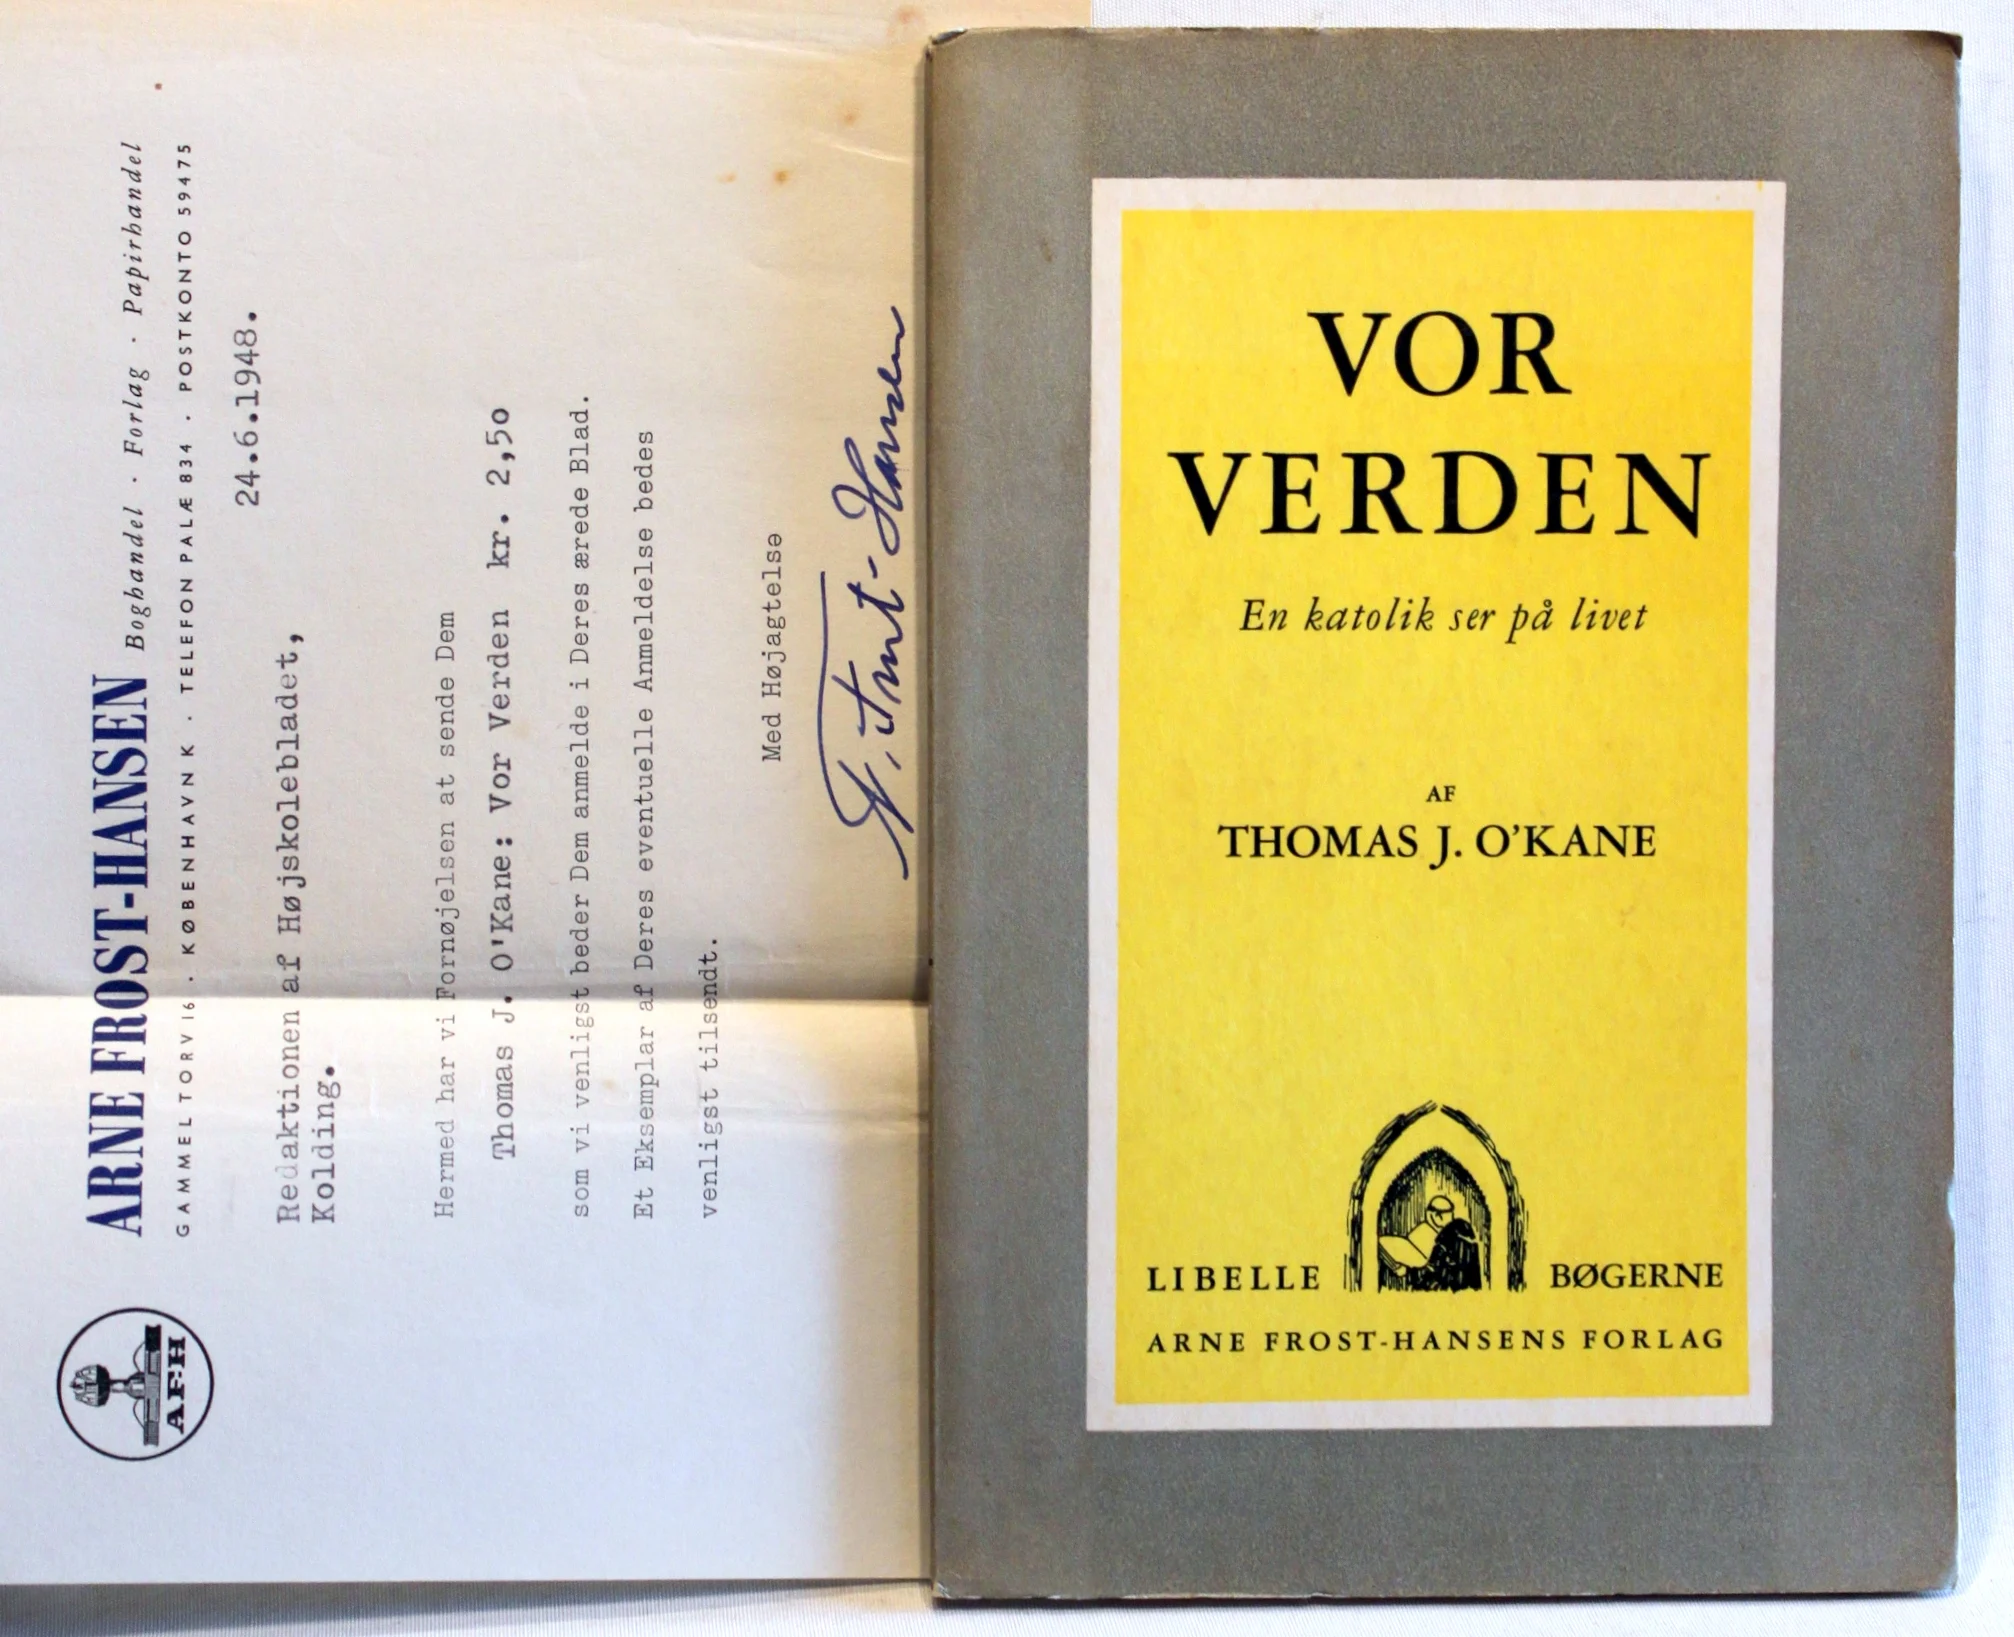 ARNE FROST-HANSEN Boghandel · Forlag · Papirhandel
GAMMEL TORV 16 · KØBENHAVN K · TELEFON PALÆ 834 · POSTKONTO 59475
AF-H
24.6.1948.
Redaktionen af Højskolebladet,
Kolding.
Hermed har vi Fornøjelsen at sende Dem
Thomas J. O'Kane: Vor Verden kr. 2,50
som vi venligst beder Dem anmelde i Deres ærede Blad.
Et Eksemplar af Deres eventuelle Anmeldelse bedes
venligst tilsendt.
Med Højagtelse
Frost-Hansen
VOR
VERDEN
En katolik ser på livet
AF
THOMAS J. O'KANE
LIBELLE BØGERNE
ARNE FROST-HANSENS FORLAG